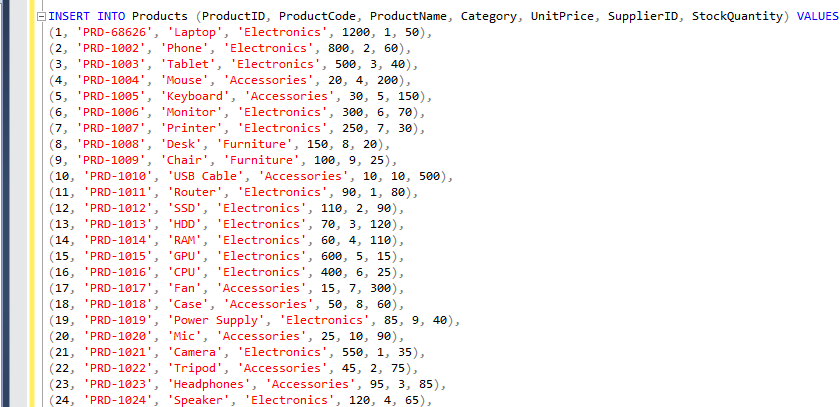 INSERT INTO Products (ProductID, ProductCode, ProductName, Category, UnitPrice, SupplierID, StockQuantity) VALUES
(1, 'PRD-68626', 'Laptop', 'Electronics', 1200, 1, 50),
(2, 'PRD-1002', 'Phone', 'Electronics', 800, 2, 60),
(3, 'PRD-1003', 'Tablet', 'Electronics', 500, 3, 40),
(4, 'PRD-1004', 'Mouse', 'Accessories', 20, 4, 200),
(5, 'PRD-1005', 'Keyboard', 'Accessories', 30, 5, 150),
(6, 'PRD-1006', 'Monitor', 'Electronics', 300, 6, 70),
(7, 'PRD-1007', 'Printer', 'Electronics', 250, 7, 30),
(8, 'PRD-1008', 'Desk', 'Furniture', 150, 8, 20),
(9, 'PRD-1009', 'Chair', 'Furniture', 100, 9, 25),
(10, 'PRD-1010', 'USB Cable', 'Accessories', 10, 10, 500),
(11, 'PRD-1011', 'Router', 'Electronics', 90, 1, 80),
(12, 'PRD-1012', 'SSD', 'Electronics', 110, 2, 90),
(13, 'PRD-1013', 'HDD', 'Electronics', 70, 3, 120),
(14, 'PRD-1014', 'RAM', 'Electronics', 60, 4, 110),
(15, 'PRD-1015', 'GPU', 'Electronics', 600, 5, 15),
(16, 'PRD-1016', 'CPU', 'Electronics', 400, 6, 25),
(17, 'PRD-1017', 'Fan', 'Accessories', 15, 7, 300),
(18, 'PRD-1018', 'Case', 'Accessories', 50, 8, 60),
(19, 'PRD-1019', 'Power Supply', 'Electronics', 85, 9, 40),
(20, 'PRD-1020', 'Mic', 'Accessories', 25, 10, 90),
(21, 'PRD-1021', 'Camera', 'Electronics', 550, 1, 35),
(22, 'PRD-1022', 'Tripod', 'Accessories', 45, 2, 75),
(23, 'PRD-1023', 'Headphones', 'Accessories', 95, 3, 85),
(24, 'PRD-1024', 'Speaker', 'Electronics', 120, 4, 65),